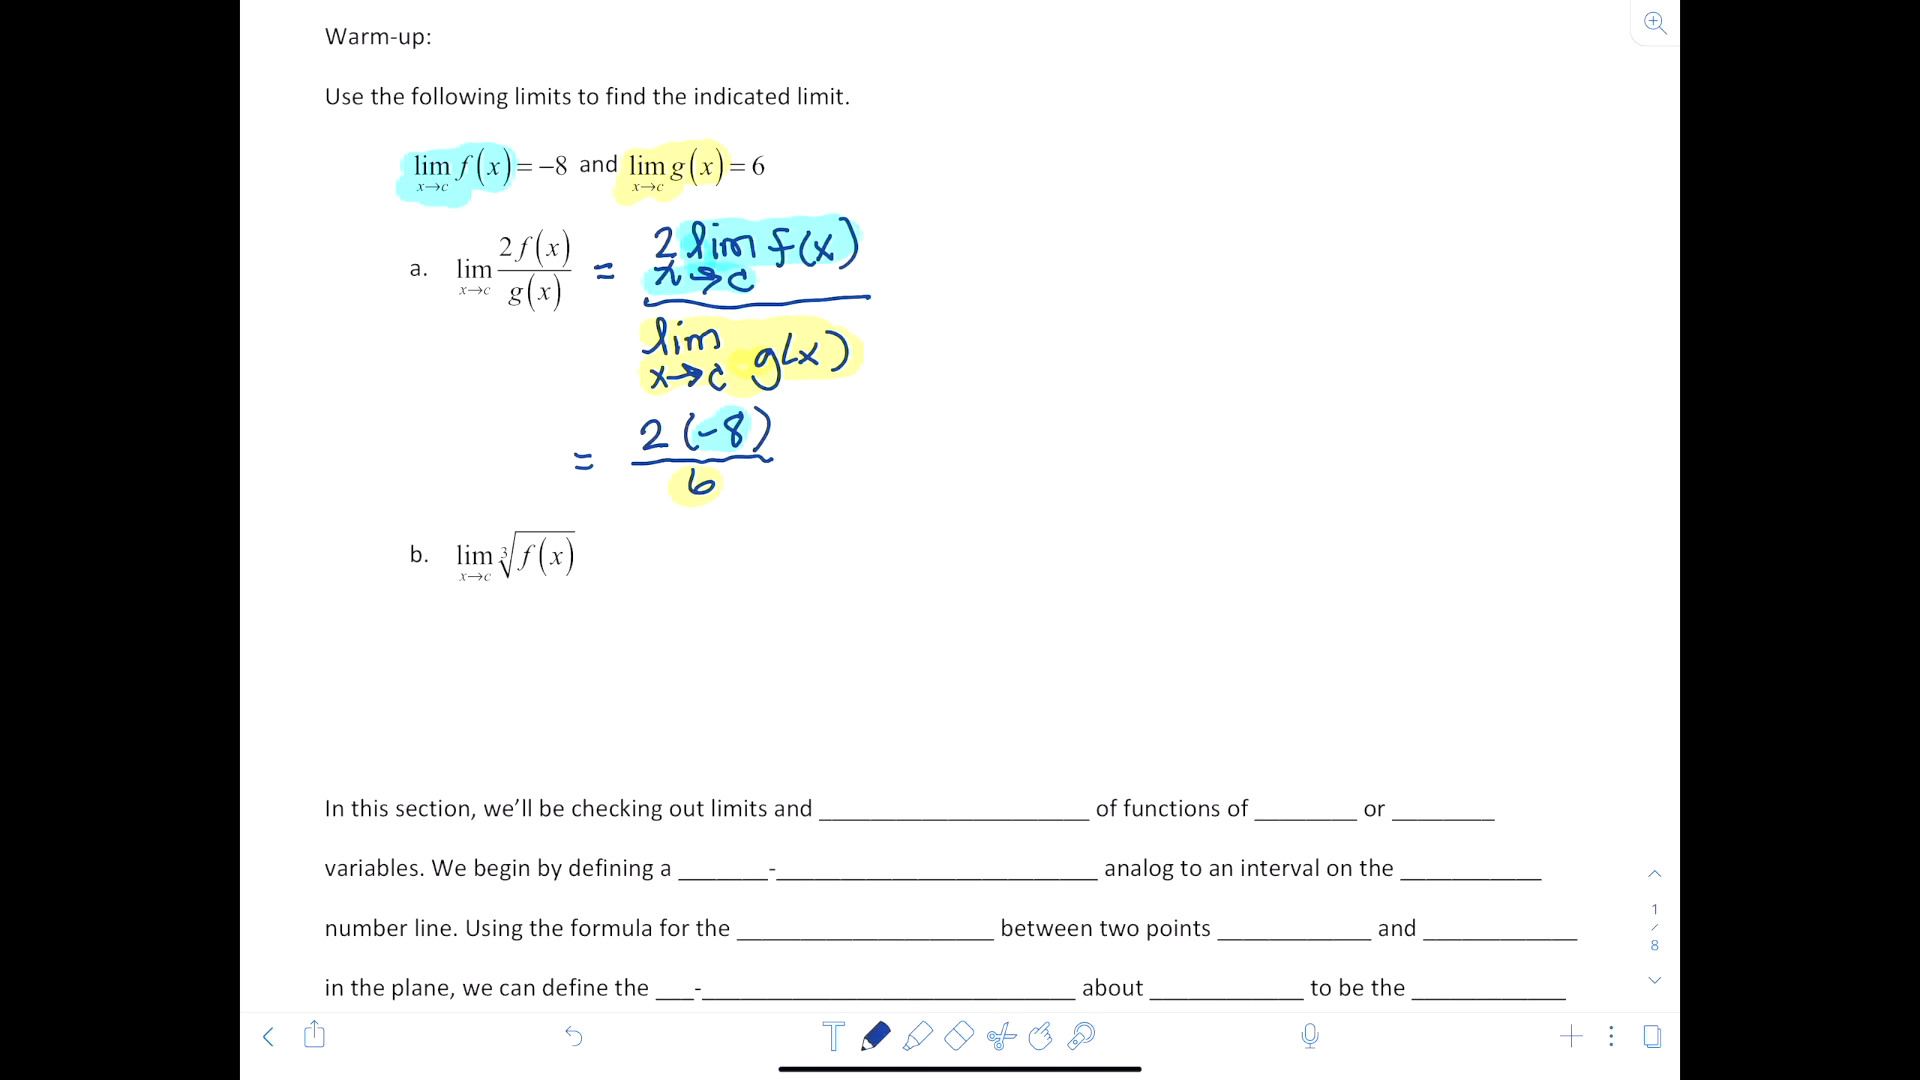 Warm-up:
Use the following limits to find the indicated limit.
lim x→c f(x) = −8 and lim x→c g(x) = 6
a. lim x→c 2f(x)/g(x) = 2 lim x→c f(x) / lim x→c g(x)
= 2(-8)/6
b. lim x→c ∛f(x)
In this section, we’ll be checking out limits and _____________________ of functions of ________ or ________
variables. We begin by defining a _______-_________________________ analog to an interval on the ___________
number line. Using the formula for the ____________________ between two points ____________ and ____________
in the plane, we can define the ___-_____________________________ about ____________ to be the ____________
1
/
8
T